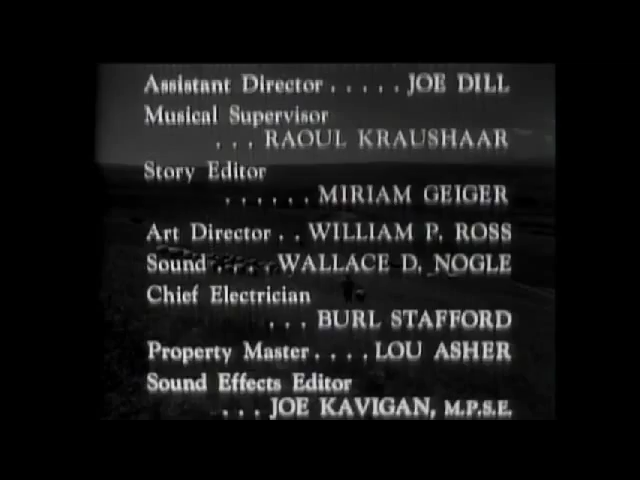 Assistant Director . . . . . JOE DILL
Musical Supervisor
. . . RAOUL KRAUSHAAR
Story Editor
. . . . . . MIRIAM GEIGER
Art Director . . WILLIAM P. ROSS
Sound . . . . . WALLACE D. NOGLE
Chief Electrician
. . . BURL STAFFORD
Property Master . . . . LOU ASHER
Sound Effects Editor
. . . JOE KAVIGAN, M.P.S.E.